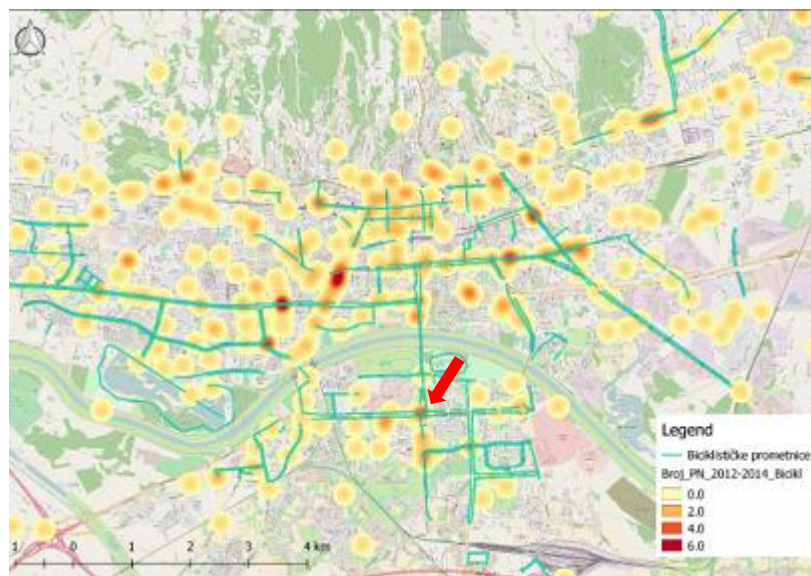 Legend
Biciklističke prometnice
Broj_PN_2012-2014_Bicikl
0.0
2.0
4.0
6.0
1 0 1 2 3 4 km